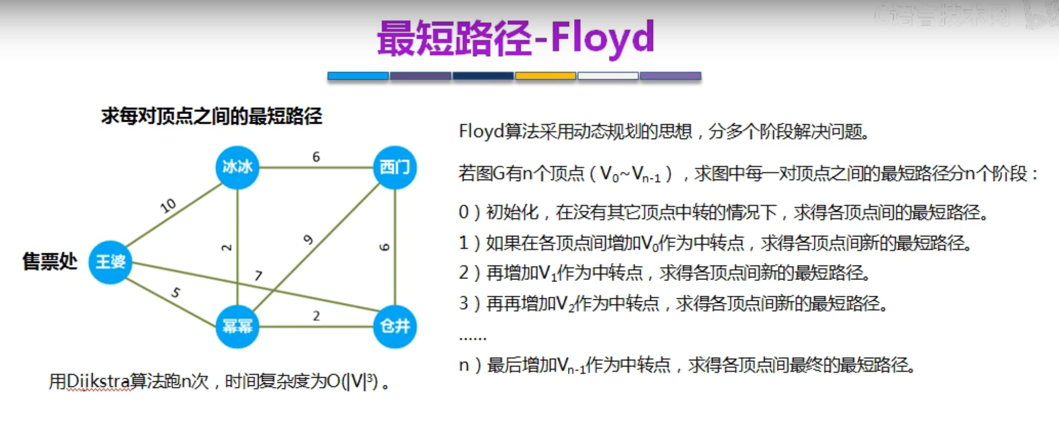 最短路径-Floyd
求每对顶点之间的最短路径
冰冰
6
西门
10
2
9
6
售票处
王婆
7
5
幂幂
2
仓井
用Dijkstra算法跑n次，时间复杂度为O(|V|³) 。
Floyd算法采用动态规划的思想，分多个阶段解决问题。
若图G有n个顶点（V₀~Vₙ₋₁），求图中每一对顶点之间的最短路径分n个阶段：
0）初始化，在没有其它顶点中转的情况下，求得各顶点间的最短路径。
1）如果在各顶点间增加V₀作为中转点，求得各顶点间新的最短路径。
2）再增加V₁作为中转点，求得各顶点间新的最短路径。
3）再再增加V₂作为中转点，求得各顶点间新的最短路径。
......
n）最后增加Vₙ₋₁作为中转点，求得各顶点间最终的最短路径。